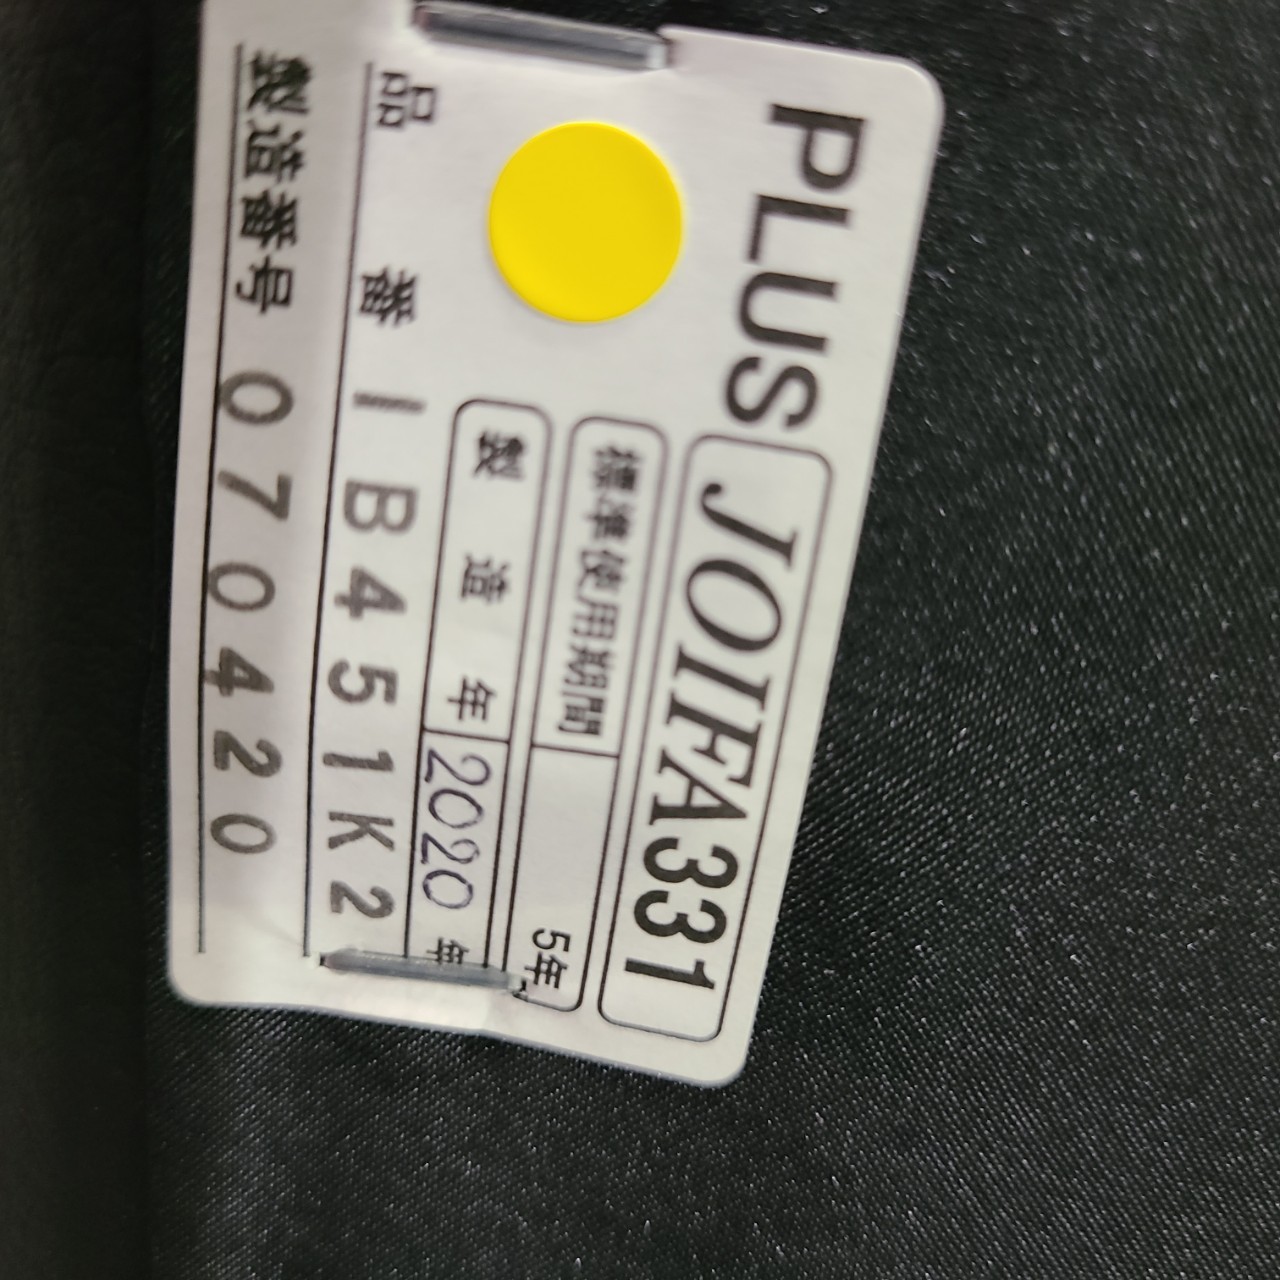 PLUS JOIFA331
標準使用期間 5年
製造年 2020年
品番 IB451K2
製造番号 070420